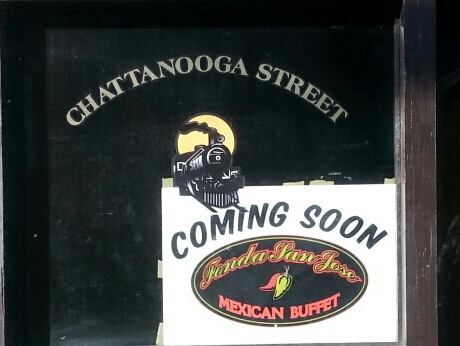 CHATTANOOGA STREET
COMING SOON
Fonda San Jose
MEXICAN BUFFET